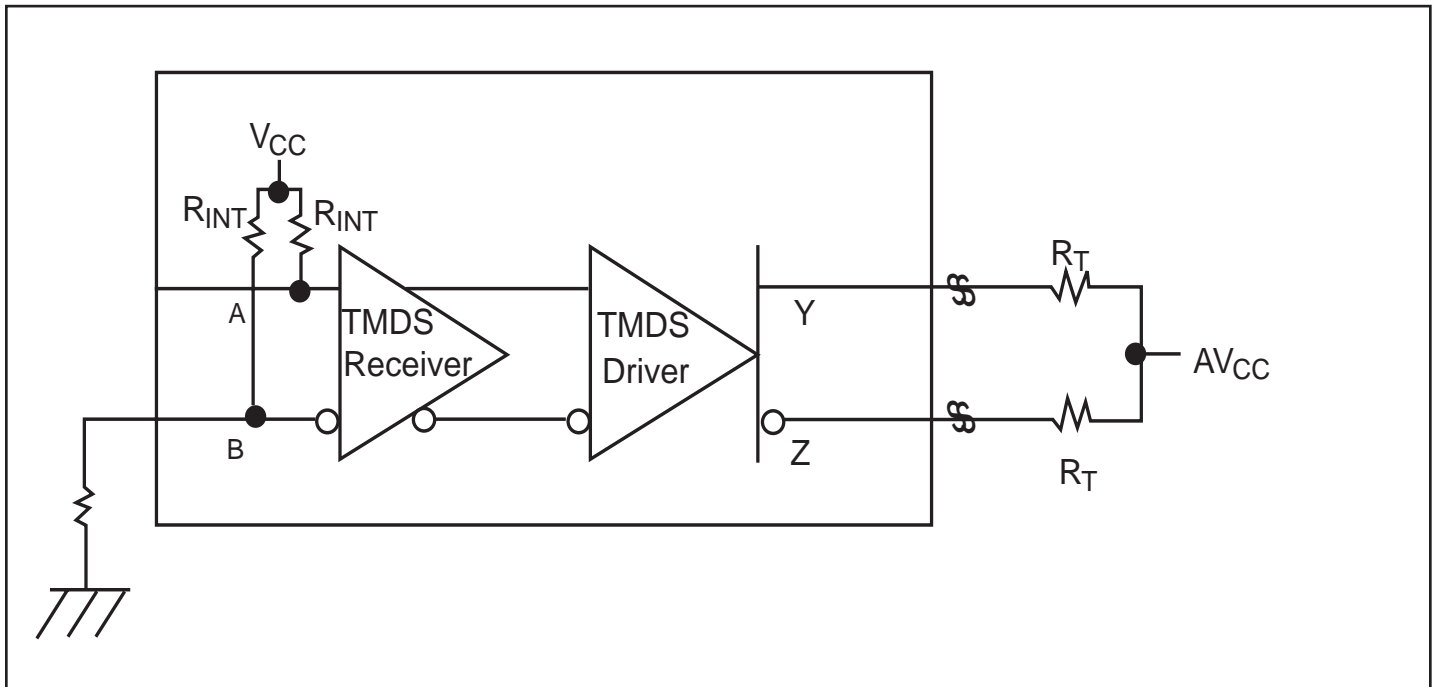 VCC
RINT
RINT
A
TMDS
Receiver
B
TMDS
Driver
Y
Z
RT
RT
AVCC